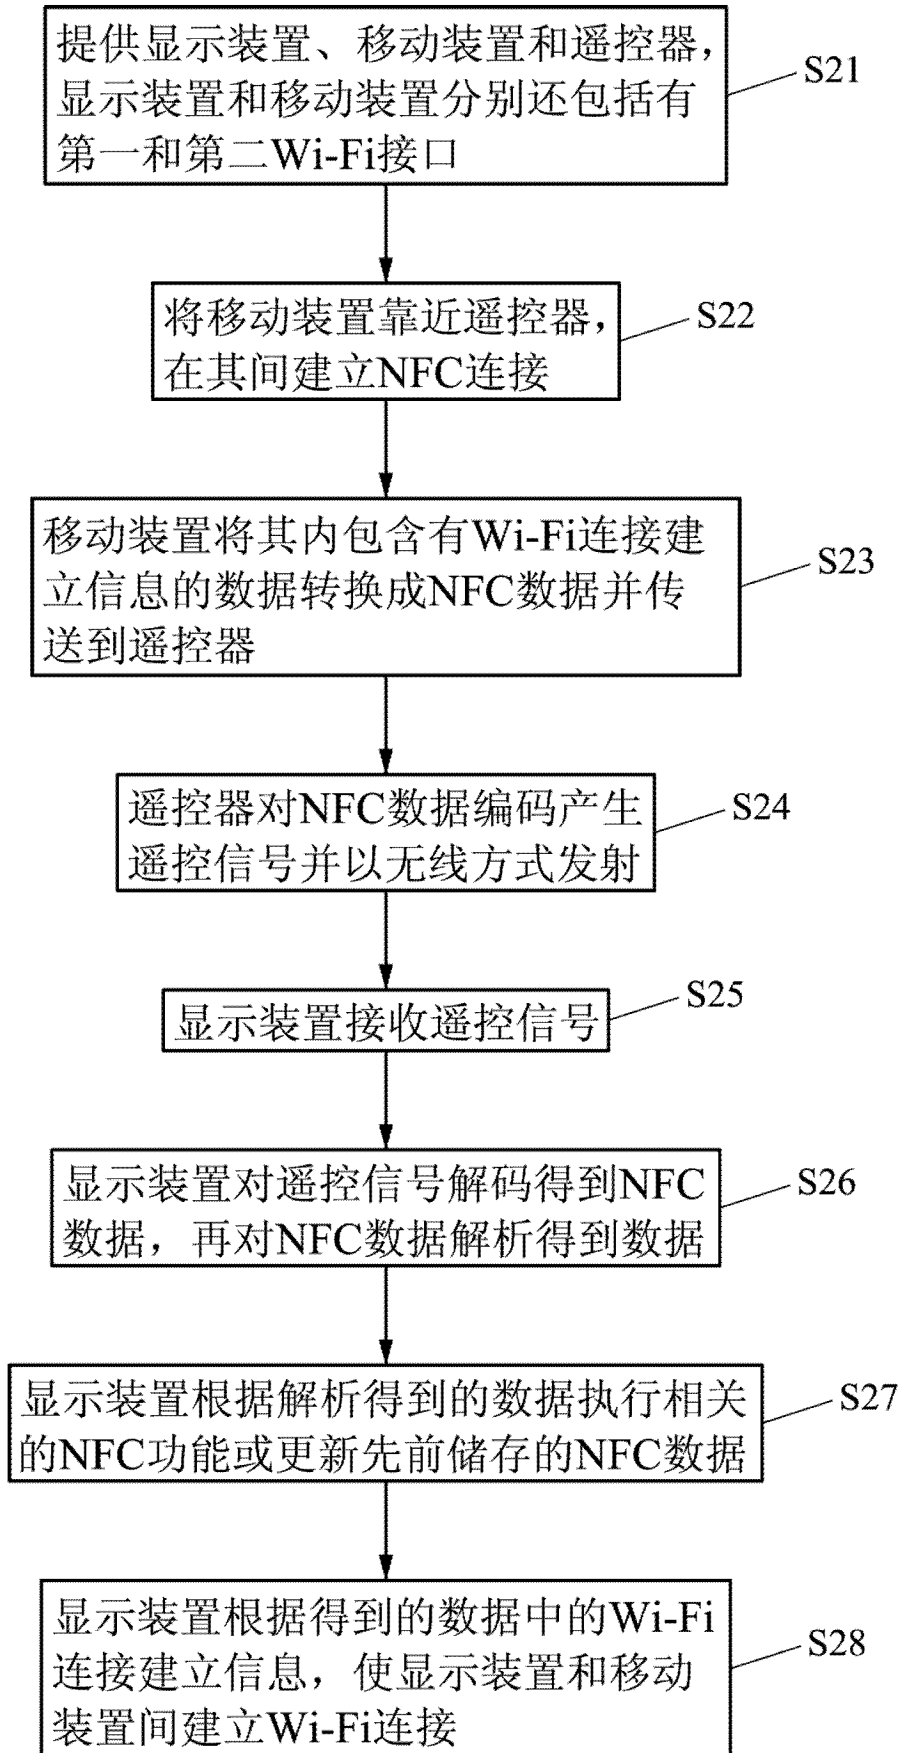 提供显示装置、移动装置和遥控器，
显示装置和移动装置分别还包括有
第一和第二Wi-Fi接口
S21
将移动装置靠近遥控器，
在其间建立NFC连接
S22
移动装置将其内包含有Wi-Fi连接建
立信息的数据转换成NFC数据并传
送到遥控器
S23
遥控器对NFC数据编码产生
遥控信号并以无线方式发射
S24
显示装置接收遥控信号
S25
显示装置对遥控信号解码得到NFC
数据，再对NFC数据解析得到数据
S26
显示装置根据解析得到的数据执行相关
的NFC功能或更新先前储存的NFC数据
S27
显示装置根据得到的数据中的Wi-Fi
连接建立信息，使显示装置和移动
装置间建立Wi-Fi连接
S28